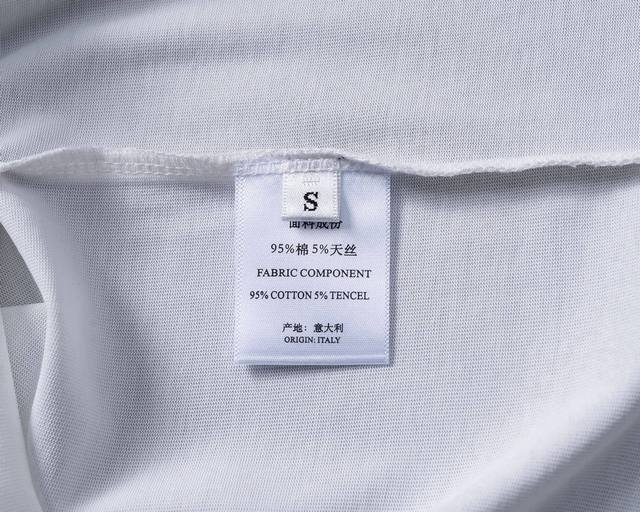 S
面料成份
95%棉 5%天丝
FABRIC COMPONENT
95% COTTON 5% TENCEL
产地：意大利
ORIGIN: ITALY